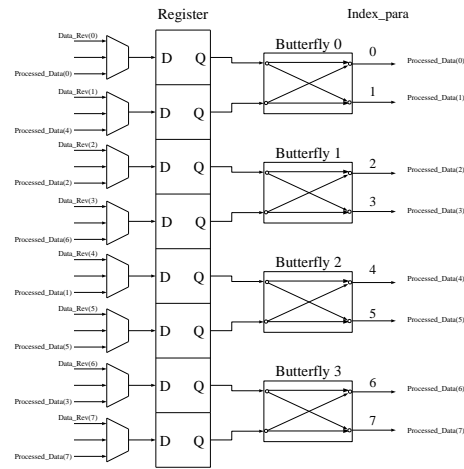 Register
Index_para
Data_Rev(0)
Processed_Data(0)
D
Q
Butterfly 0
0
Processed_Data(0)
Data_Rev(1)
Processed_Data(4)
D
Q
1
Processed_Data(1)
Data_Rev(2)
Processed_Data(2)
D
Q
Butterfly 1
2
Processed_Data(2)
Data_Rev(3)
Processed_Data(6)
D
Q
3
Processed_Data(3)
Data_Rev(4)
Processed_Data(1)
D
Q
Butterfly 2
4
Processed_Data(4)
Data_Rev(5)
Processed_Data(5)
D
Q
5
Processed_Data(5)
Data_Rev(6)
Processed_Data(3)
D
Q
Butterfly 3
6
Processed_Data(6)
Data_Rev(7)
Processed_Data(7)
D
Q
7
Processed_Data(7)